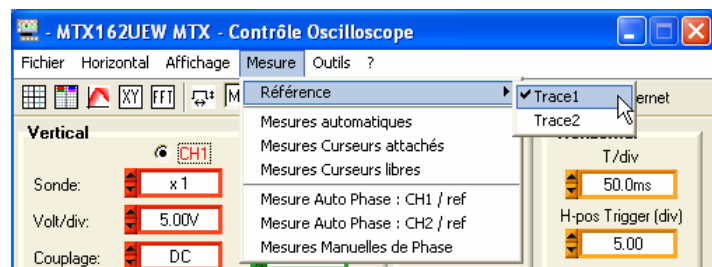 - MTX162UEW MTX - Contrôle Oscilloscope
Fichier Horizontal Affichage Mesure Outils ?
XY FFT M
Référence
Trace1
ernet
Trace2
Mesures automatiques
Mesures Curseurs attachés
Mesures Curseurs libres
Mesure Auto Phase : CH1 / ref
Mesure Auto Phase : CH2 / ref
Mesures Manuelles de Phase
Vertical
CH1
Sonde: x 1
Volt/div: 5.00V
Couplage: DC
T/div
50.0ms
H-pos Trigger (div)
5.00